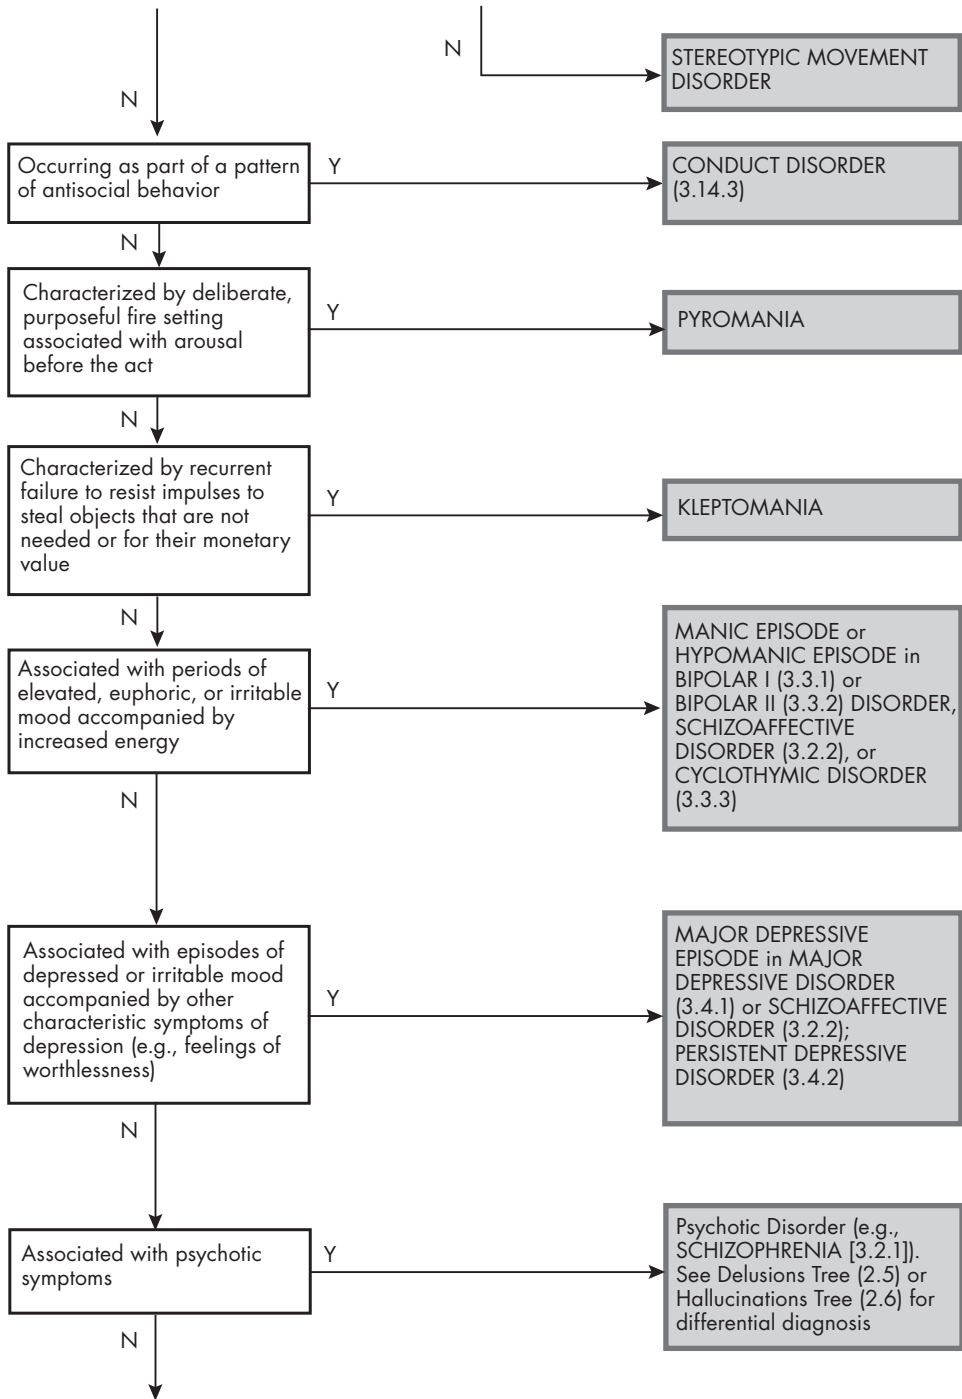 N
STEREOTYPIC MOVEMENT
DISORDER
N
Occurring as part of a pattern
of antisocial behavior
Y
CONDUCT DISORDER
(3.14.3)
N
Characterized by deliberate,
purposeful fire setting
associated with arousal
before the act
Y
PYROMANIA
N
Characterized by recurrent
failure to resist impulses to
steal objects that are not
needed or for their monetary
value
Y
KLEPTOMANIA
N
Associated with periods of
elevated, euphoric, or irritable
mood accompanied by
increased energy
Y
MANIC EPISODE or
HYPOMANIC EPISODE in
BIPOLAR I (3.3.1) or
BIPOLAR II (3.3.2) DISORDER,
SCHIZOAFFECTIVE
DISORDER (3.2.2), or
CYCLOTHYMIC DISORDER
(3.3.3)
N
Associated with episodes of
depressed or irritable mood
accompanied by other
characteristic symptoms of
depression (e.g., feelings of
worthlessness)
Y
MAJOR DEPRESSIVE
EPISODE in MAJOR
DEPRESSIVE DISORDER
(3.4.1) or SCHIZOAFFECTIVE
DISORDER (3.2.2);
PERSISTENT DEPRESSIVE
DISORDER (3.4.2)
N
Associated with psychotic
symptoms
Y
Psychotic Disorder (e.g.,
SCHIZOPHRENIA [3.2.1]).
See Delusions Tree (2.5) or
Hallucinations Tree (2.6) for
differential diagnosis
N